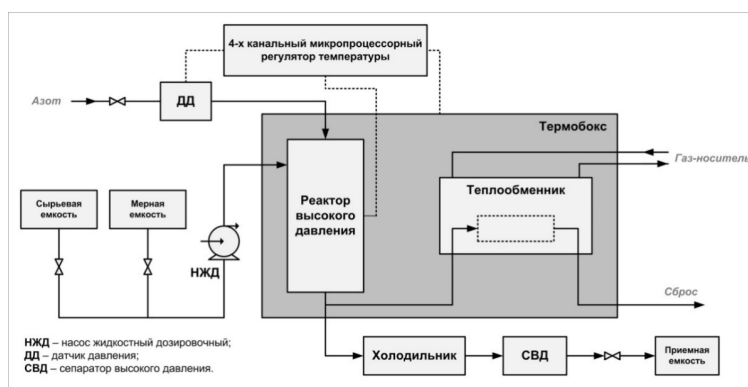 4-х канальный микропроцессорный
регулятор температуры
Азот
ДД
Термобокс
Газ-носитель
Теплообменник
Реактор
высокого
давления
Сырьевая
емкость
Мерная
емкость
НЖД
Сброс
НЖД – насос жидкостный дозировочный;
ДД – датчик давления;
СВД – сепаратор высокого давления.
Холодильник
СВД
Приемная
емкость